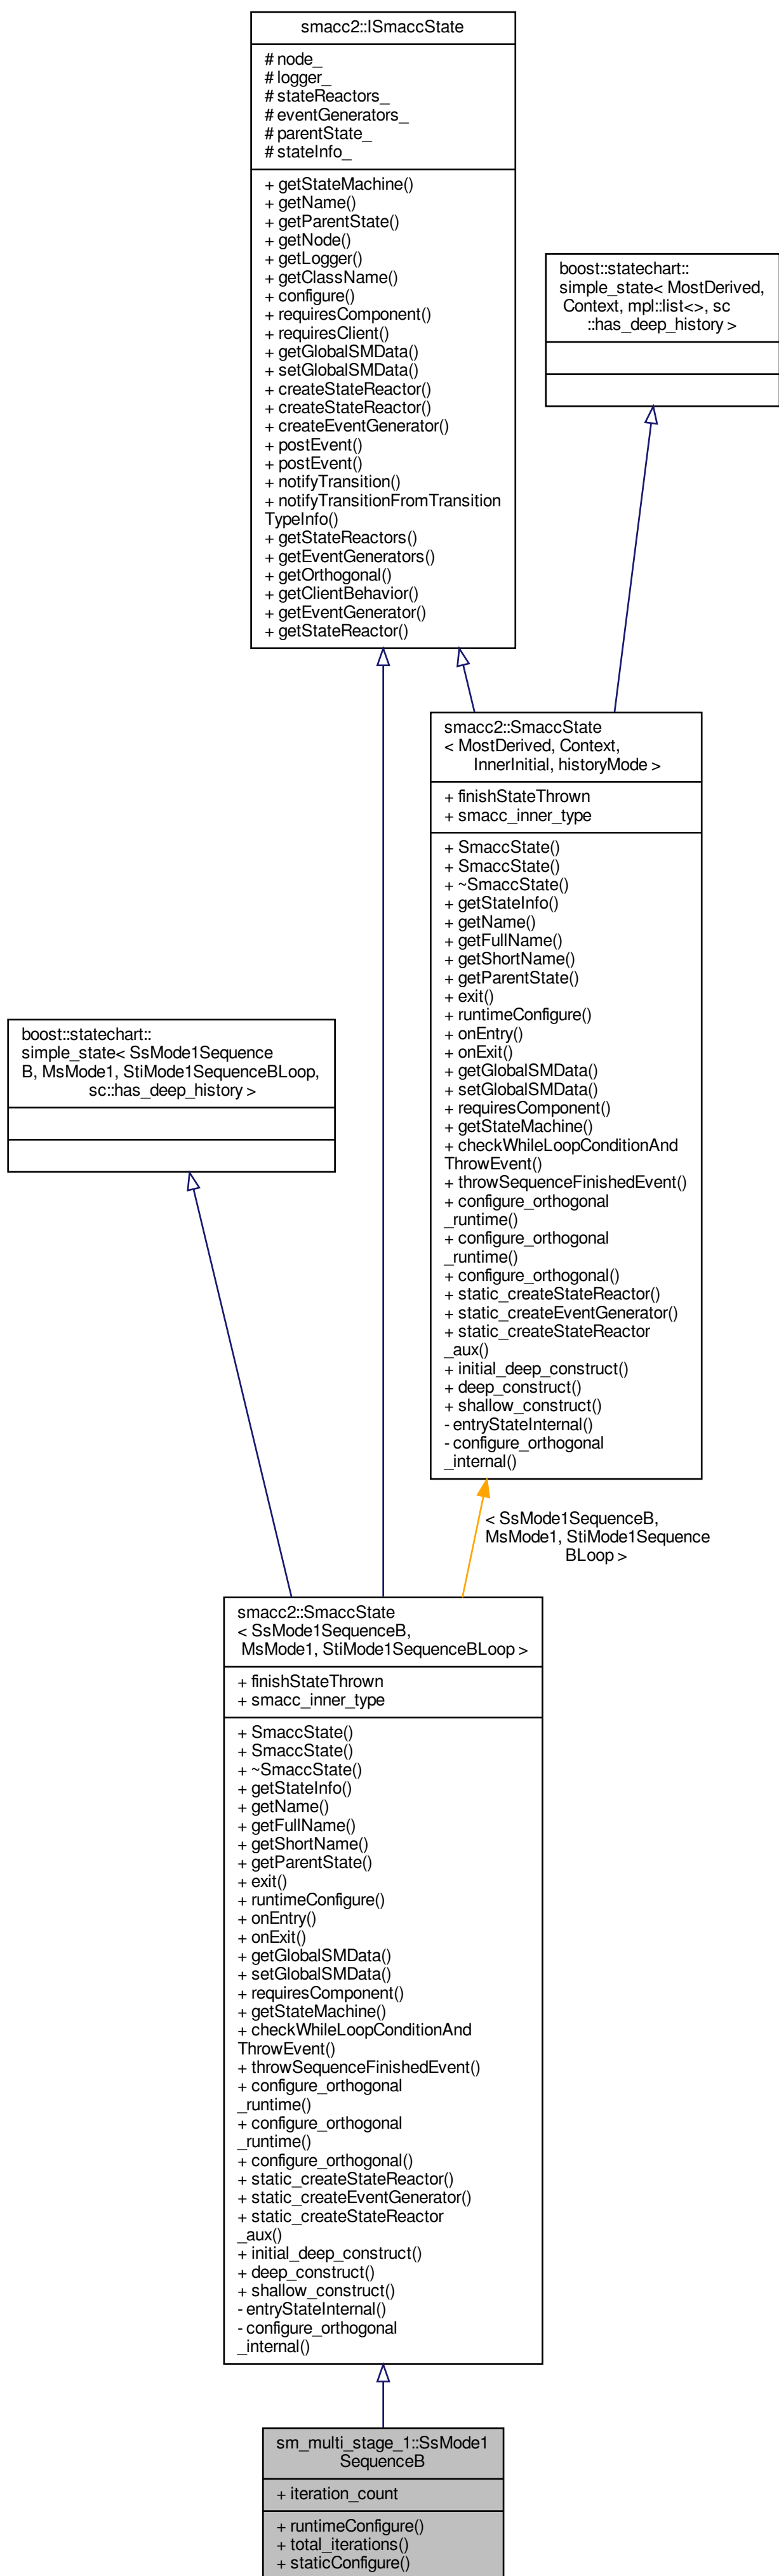 smacc2::ISmaccState
# node_
# logger_
# stateReactors_
# eventGenerators_
# parentState_
# stateInfo_
+ getStateMachine()
+ getName()
+ getParentState()
+ getNode()
+ getLogger()
+ getClassName()
+ configure()
+ requiresComponent()
+ requiresClient()
+ getGlobalSMData()
+ setGlobalSMData()
+ createStateReactor()
+ createStateReactor()
+ createEventGenerator()
+ postEvent()
+ postEvent()
+ notifyTransition()
+ notifyTransitionFromTransition
TypeInfo()
+ getStateReactors()
+ getEventGenerators()
+ getOrthogonal()
+ getClientBehavior()
+ getEventGenerator()
+ getStateReactor()
boost::statechart::
simple_state< MostDerived,
Context, mpl::list<>, sc
::has_deep_history >
smacc2::SmaccState
< MostDerived, Context,
InnerInitial, historyMode >
+ finishStateThrown
+ smacc_inner_type
+ SmaccState()
+ SmaccState()
+ ~SmaccState()
+ getStateInfo()
+ getName()
+ getFullName()
+ getShortName()
+ getParentState()
+ exit()
+ runtimeConfigure()
+ onEntry()
+ onExit()
+ getGlobalSMData()
+ setGlobalSMData()
+ requiresComponent()
+ getStateMachine()
+ checkWhileLoopConditionAnd
ThrowEvent()
+ throwSequenceFinishedEvent()
+ configure_orthogonal
_runtime()
+ configure_orthogonal
_runtime()
+ configure_orthogonal()
+ static_createStateReactor()
+ static_createEventGenerator()
+ static_createStateReactor
_aux()
+ initial_deep_construct()
+ deep_construct()
+ shallow_construct()
- entryStateInternal()
- configure_orthogonal
_internal()
boost::statechart::
simple_state< SsMode1Sequence
B, MsMode1, StiMode1SequenceBLoop,
sc::has_deep_history >
< SsMode1SequenceB,
MsMode1, StiMode1Sequence
BLoop >
smacc2::SmaccState
< SsMode1SequenceB,
MsMode1, StiMode1SequenceBLoop >
+ finishStateThrown
+ smacc_inner_type
+ SmaccState()
+ SmaccState()
+ ~SmaccState()
+ getStateInfo()
+ getName()
+ getFullName()
+ getShortName()
+ getParentState()
+ exit()
+ runtimeConfigure()
+ onEntry()
+ onExit()
+ getGlobalSMData()
+ setGlobalSMData()
+ requiresComponent()
+ getStateMachine()
+ checkWhileLoopConditionAnd
ThrowEvent()
+ throwSequenceFinishedEvent()
+ configure_orthogonal
_runtime()
+ configure_orthogonal
_runtime()
+ configure_orthogonal()
+ static_createStateReactor()
+ static_createEventGenerator()
+ static_createStateReactor
_aux()
+ initial_deep_construct()
+ deep_construct()
+ shallow_construct()
- entryStateInternal()
- configure_orthogonal
_internal()
sm_multi_stage_1::SsMode1
SequenceB
+ iteration_count
+ runtimeConfigure()
+ total_iterations()
+ staticConfigure()